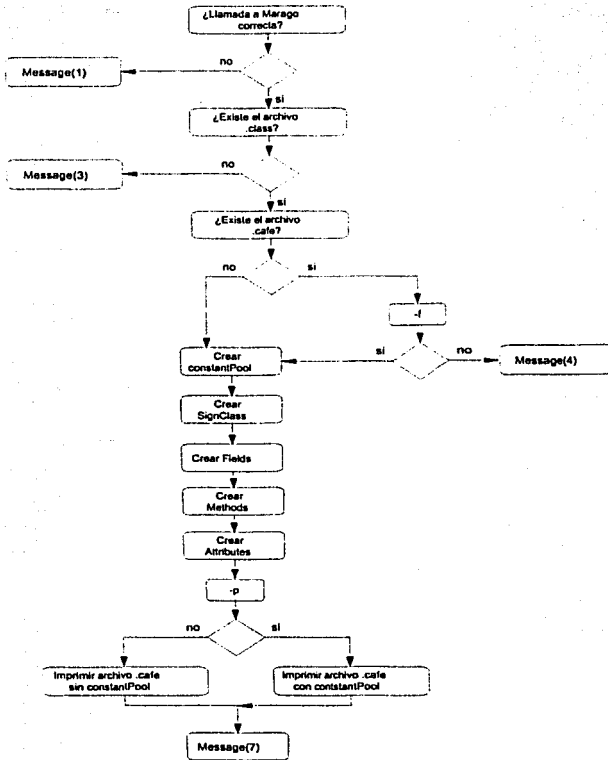 ¿Llamada a Marago
correcta?
no
Message(1)
si
¿Existe el archivo
.class?
no
Message(3)
si
¿Existe el archivo
.cafe?
no
si
-f
si
no
Crear
constantPool
Message(4)
Crear
SignClass
Crear Fields
Crear
Methods
Crear
Attributes
-p
no
si
Imprimir archivo .cafe
sin constantPool
Imprimir archivo .cafe
con contstantPool
Message(7)